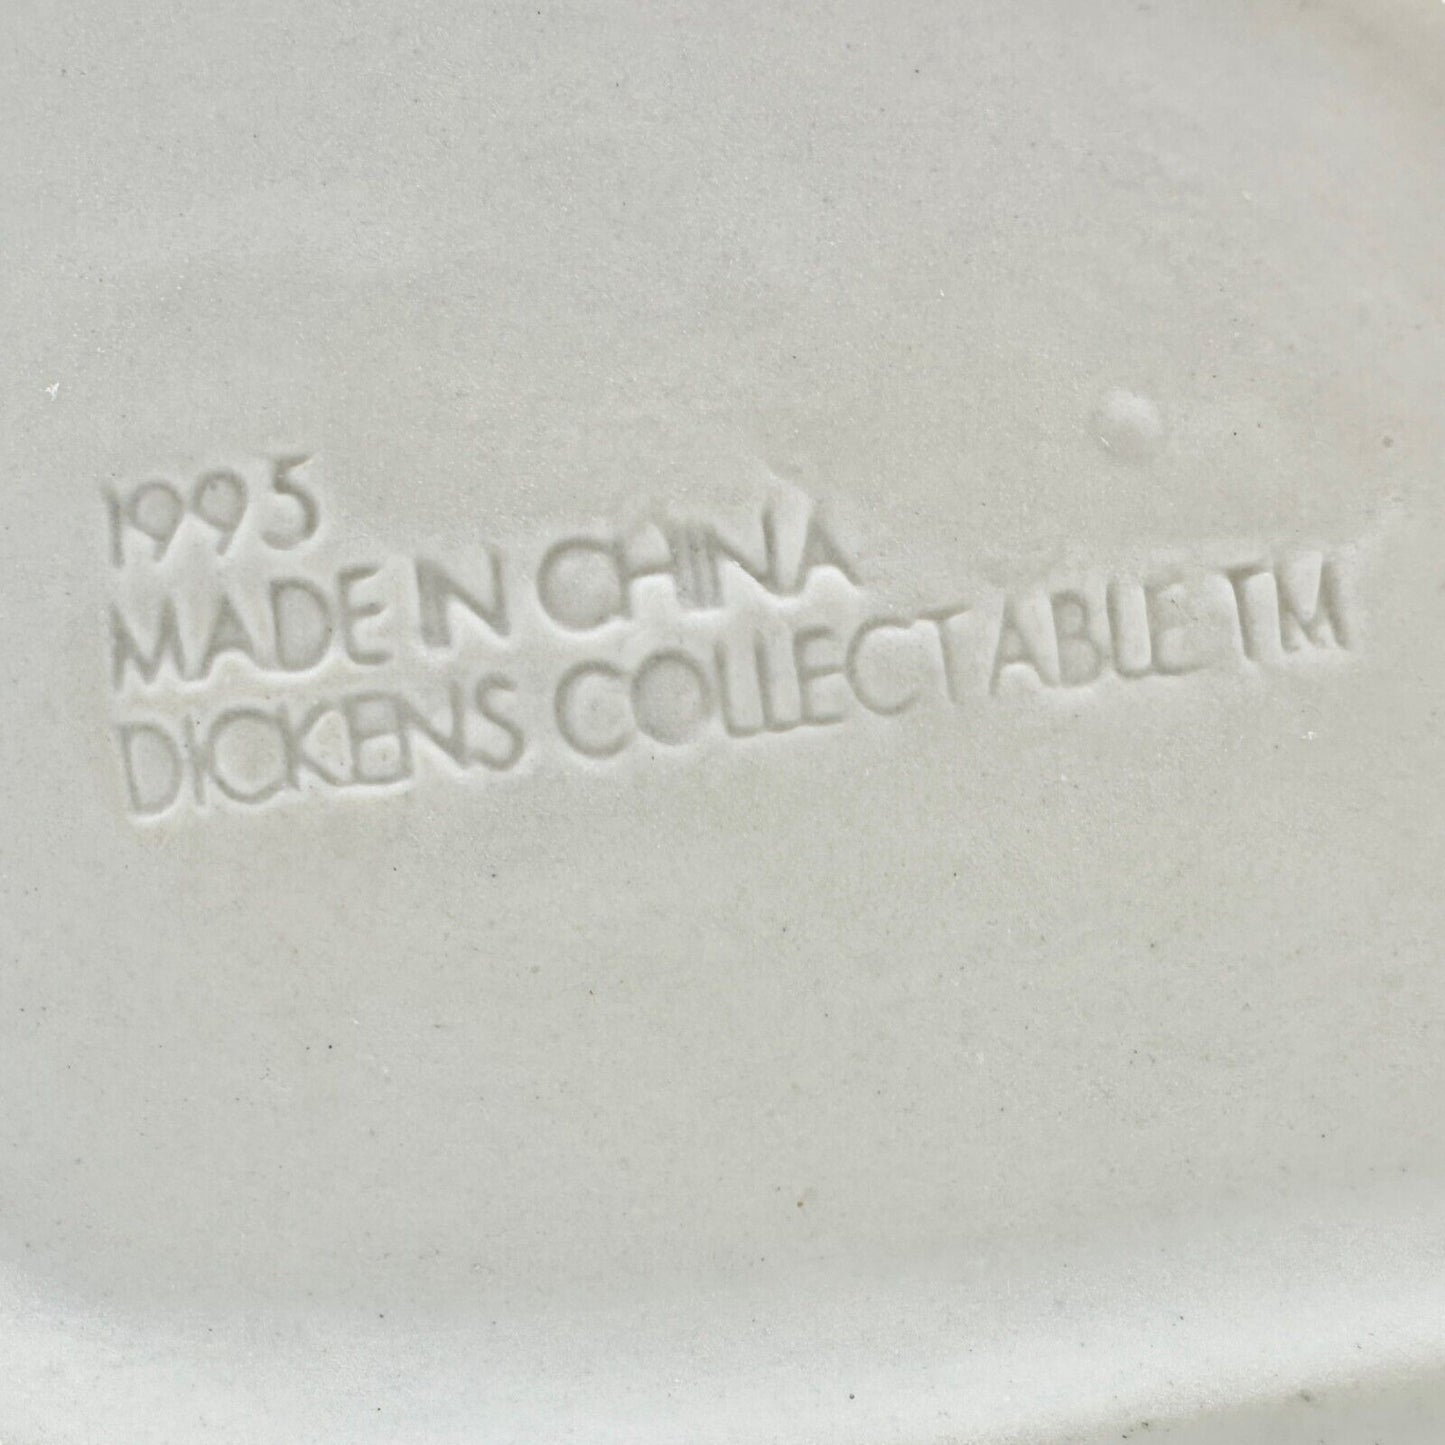 1995
MADE IN CHINA
DICKENS COLLECTABLE TM